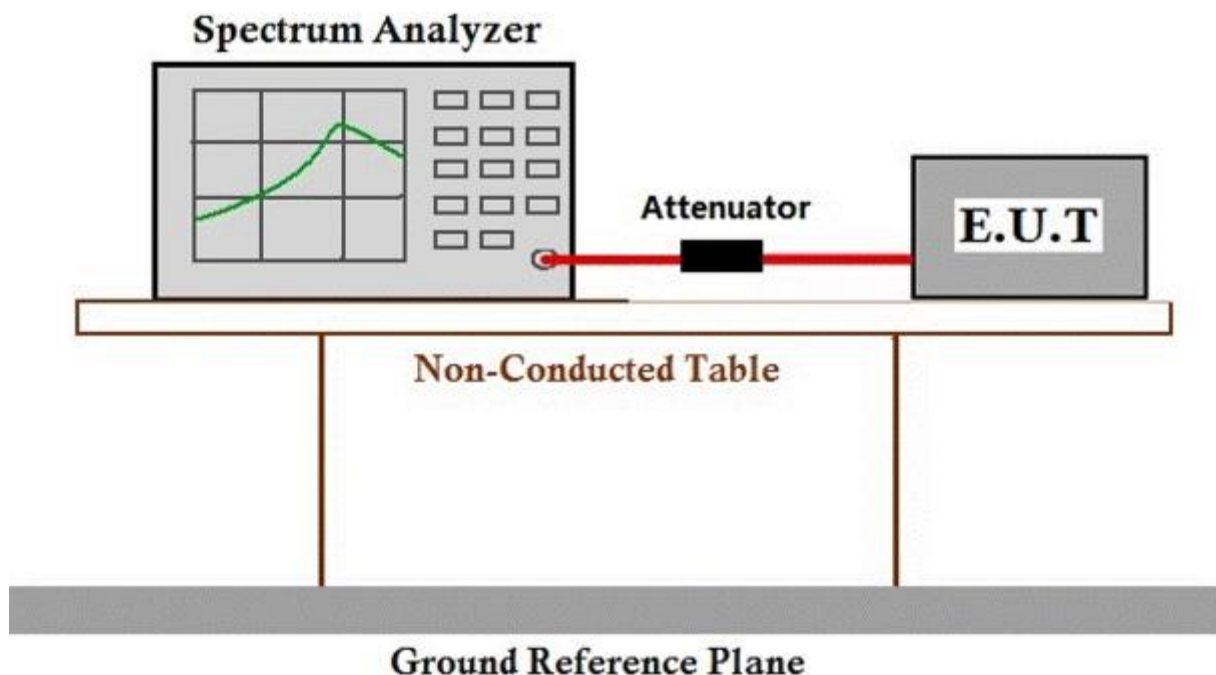 Spectrum Analyzer
Attenuator
E.U.T
Non-Conducted Table
Ground Reference Plane